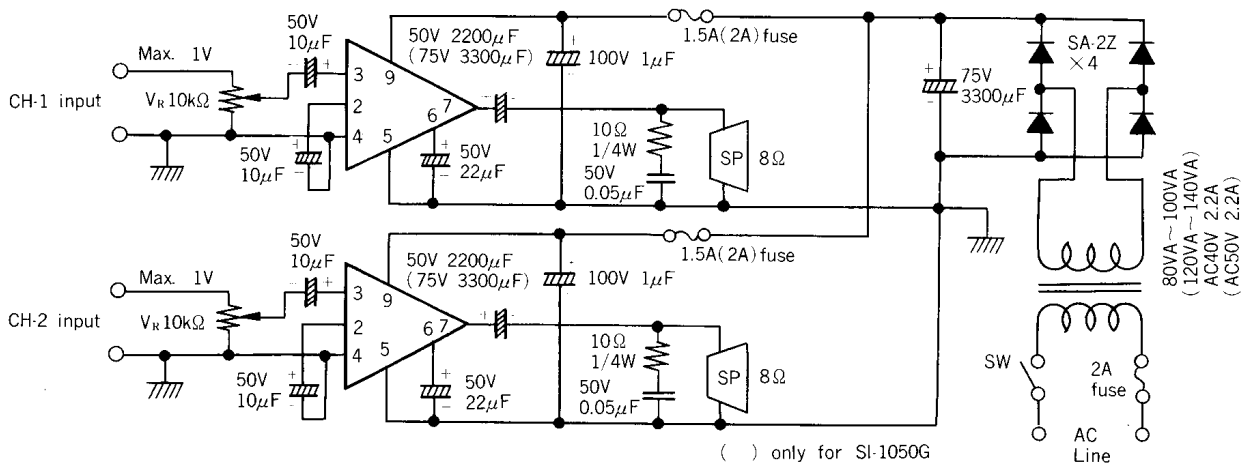 50V
10μF
Max. 1V
CH-1 input
VR 10kΩ
3
2
4
9
5
6
7
50V
10μF
50V 2200μF
(75V 3300μF)
50V
22μF
100V 1μF
1.5A(2A) fuse
10Ω
1/4W
50V
0.05μF
SP
8Ω
75V
3300μF
SA-2Z
×4
50V
10μF
Max. 1V
CH-2 input
VR 10kΩ
3
2
4
9
5
6
7
50V
10μF
50V 2200μF
(75V 3300μF)
50V
22μF
100V 1μF
1.5A(2A) fuse
10Ω
1/4W
50V
0.05μF
SP
8Ω
80VA~100VA
(120VA~140VA)
AC40V 2.2A
(AC50V 2.2A)
SW
2A
fuse
AC
Line
( ) only for SI-1050G